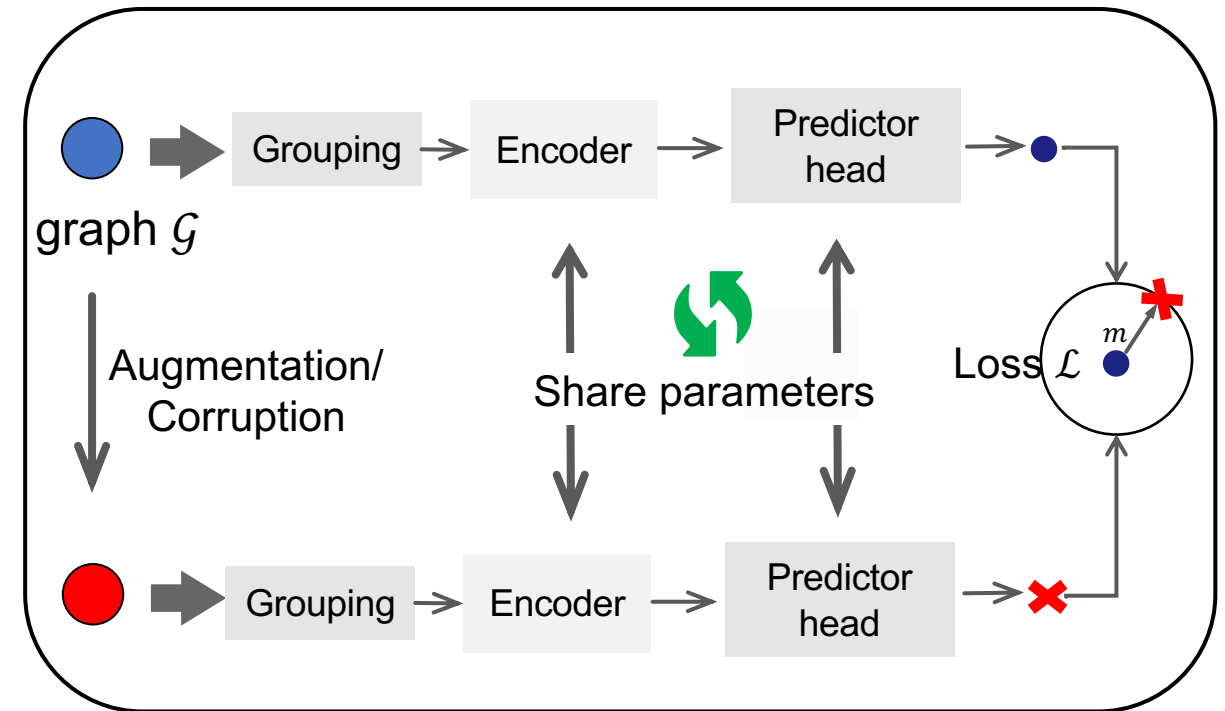 Grouping
Encoder
Predictor
head
graph 𝒢
Augmentation/
Corruption
Share parameters
Loss ℒ
m
Grouping
Encoder
Predictor
head